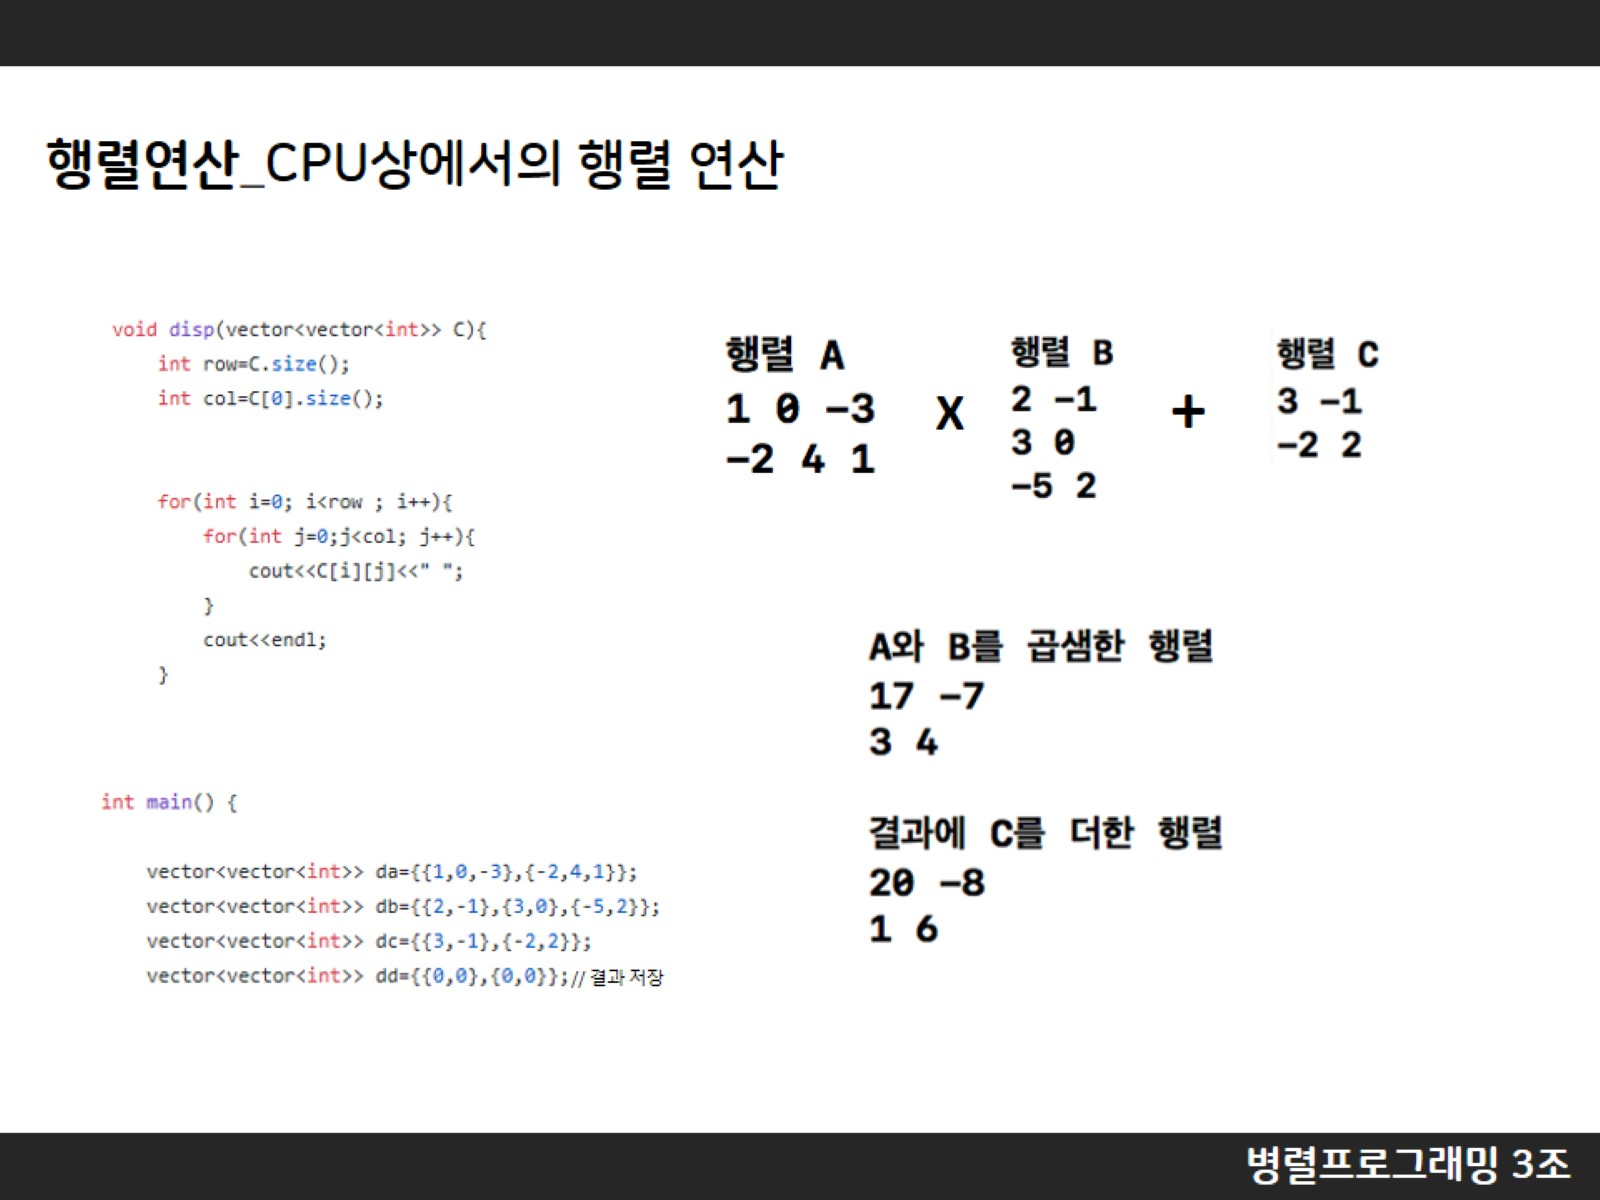 행렬연산_CPU상에서의 행렬 연산
void disp(vector<vector<int>> C){
int row=C.size();
int col=C[0].size();
for(int i=0; i<row ; i++){
for(int j=0;j<col; j++){
cout<<C[i][j]<<" ";
}
cout<<endl;
}
int main() {
vector<vector<int>> da={{1,0,-3},{-2,4,1}};
vector<vector<int>> db={{2,-1},{3,0},{-5,2}};
vector<vector<int>> dc={{3,-1},{-2,2}};
vector<vector<int>> dd={{0,0},{0,0}};// 결과 저장
행렬 A
1 0 -3
-2 4 1
X
행렬 B
2 -1
3 0
-5 2
+
행렬 C
3 -1
-2 2
A와 B를 곱샘한 행렬
17 -7
3 4
결과에 C를 더한 행렬
20 -8
1 6
병렬프로그래밍 3조